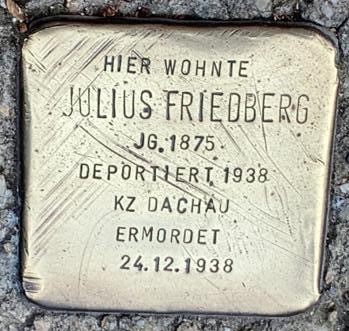 HIER WOHNTE
JULIUS FRIEDBERG
JG. 1875
DEPORTIERT 1938
KZ DACHAU
ERMORDET
24.12.1938